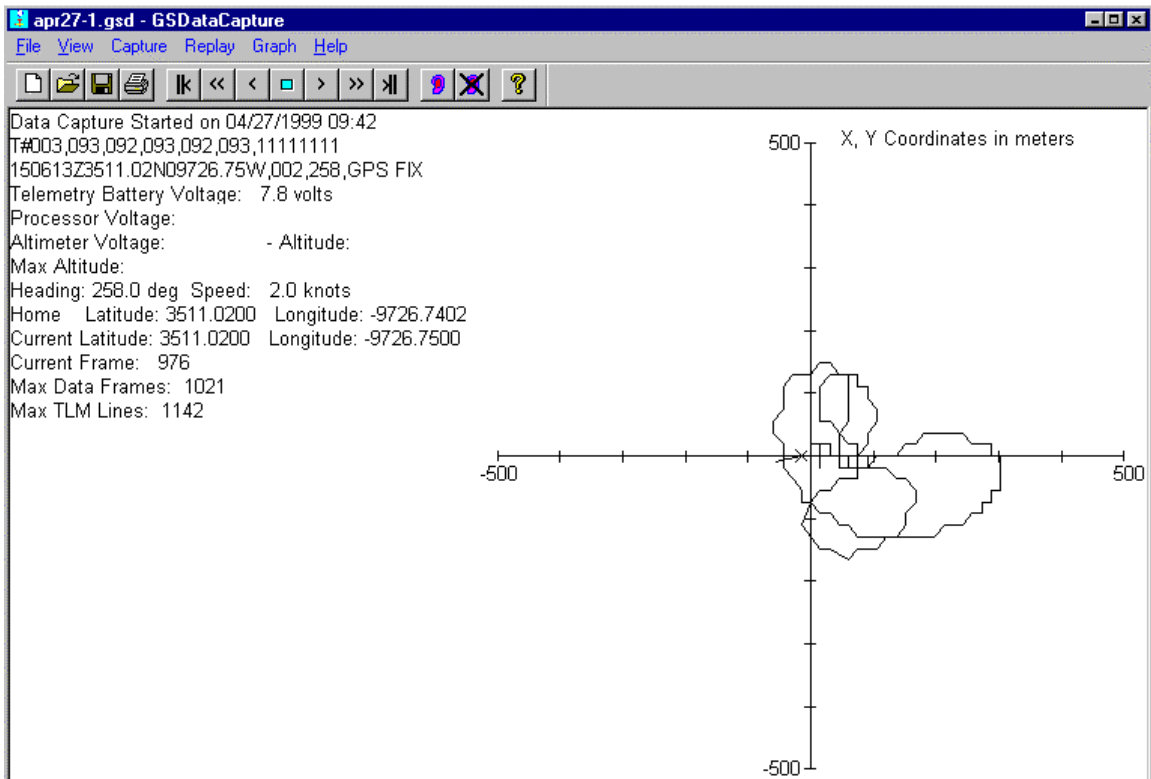 apr27-1.gsd - GSDataCapture
File View Capture Replay Graph Help
Data Capture Started on 04/27/1999 09:42
T#003,093,092,093,092,093,11111111
150613Z3511.02N09726.75W,002,258,GPS FIX
Telemetry Battery Voltage: 7.8 volts
Processor Voltage:
Altimeter Voltage: - Altitude:
Max Altitude:
Heading: 258.0 deg Speed: 2.0 knots
Home Latitude: 3511.0200 Longitude: -9726.7402
Current Latitude: 3511.0200 Longitude: -9726.7500
Current Frame: 976
Max Data Frames: 1021
Max TLM Lines: 1142
500 X, Y Coordinates in meters
-500 500
-500